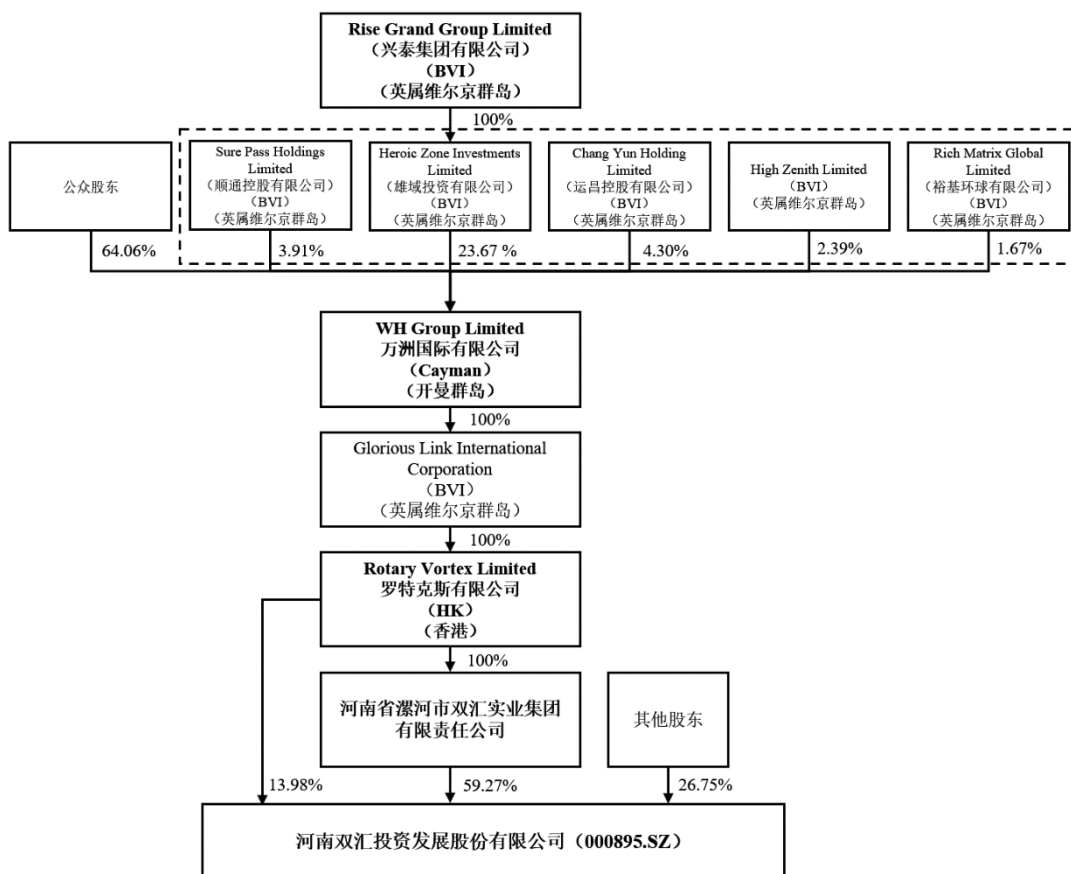 Rise Grand Group Limited
（兴泰集团有限公司）
（BVI）
（英属维尔京群岛）
100%
公众股东
Sure Pass Holdings
Limited
（顺通控股有限公司）
（BVI）
（英属维尔京群岛）
Heroic Zone Investments
Limited
（雄域投资有限公司）
（BVI）
（英属维尔京群岛）
Chang Yun Holding
Limited
（运昌控股有限公司）
（BVI）
（英属维尔京群岛）
High Zenith Limited
（BVI）
（英属维尔京群岛）
Rich Matrix Global
Limited
（裕基环球有限公司）
（BVI）
（英属维尔京群岛）
64.06%
3.91%
23.67 %
4.30%
2.39%
1.67%
WH Group Limited
万洲国际有限公司
（Cayman）
（开曼群岛）
100%
Glorious Link International
Corporation
（BVI）
（英属维尔京群岛）
100%
Rotary Vortex Limited
罗特克斯有限公司
（HK）
（香港）
100%
河南省漯河市双汇实业集团
有限责任公司
其他股东
13.98%
59.27%
26.75%
河南双汇投资发展股份有限公司（000895.SZ）